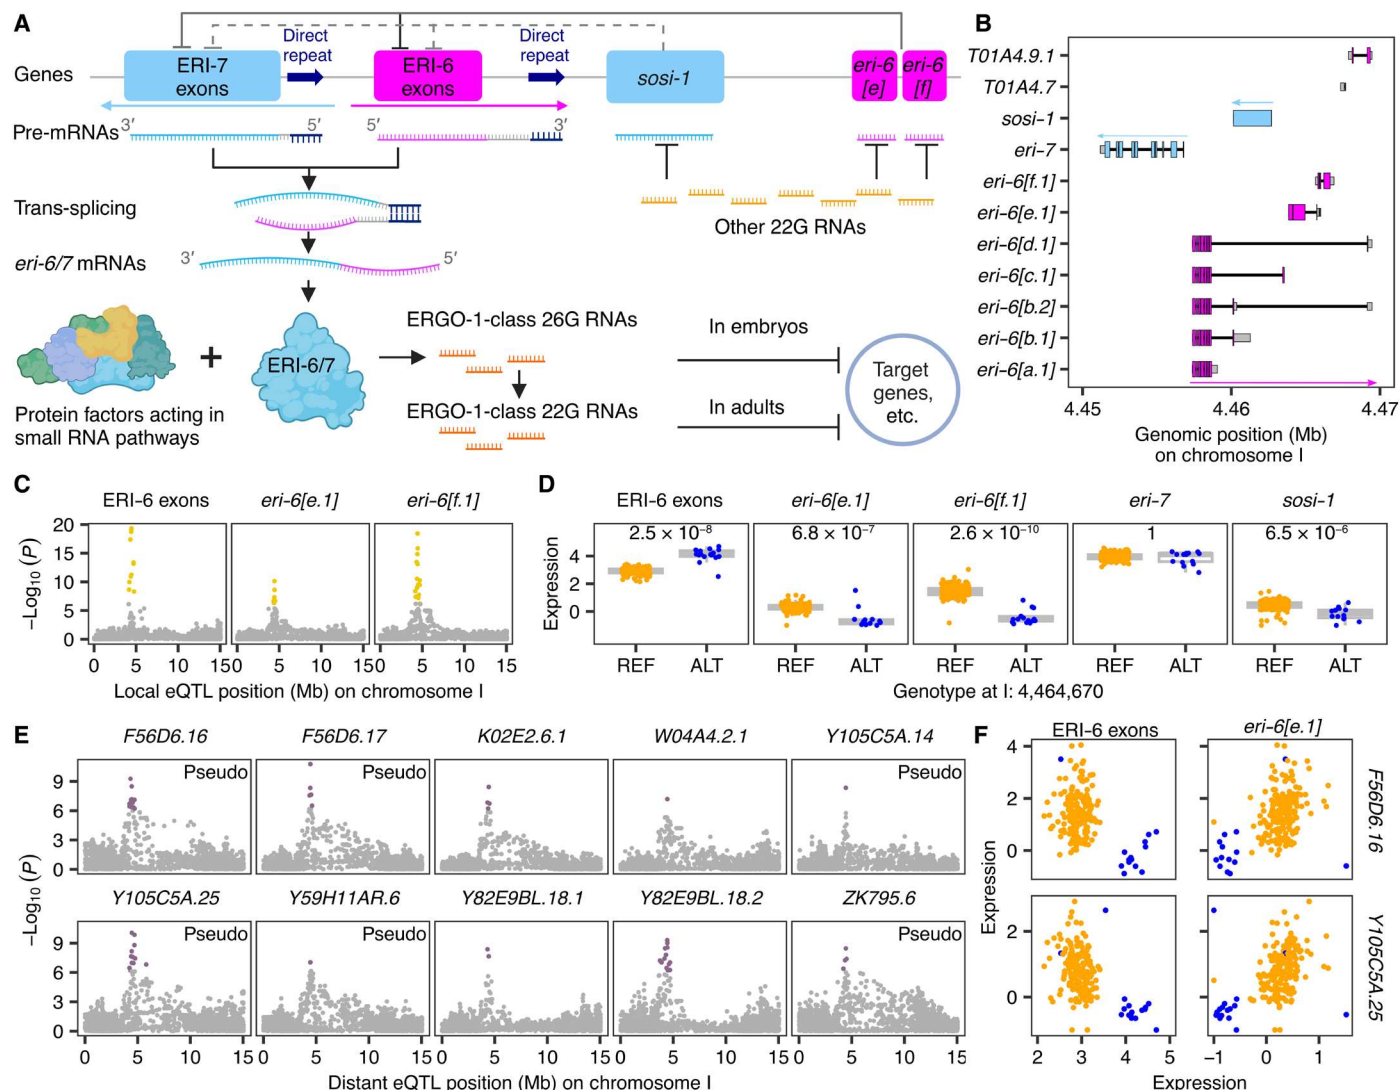 A
Direct
repeat
Direct
repeat
Genes
ERI-7
exons
ERI-6
exons
sosi-1
eri-6
[e]
eri-6
[f]
Pre-mRNAs
3′
5′
5′
3′
Trans-splicing
Other 22G RNAs
eri-6/7 mRNAs
3′
5′
ERGO-1-class 26G RNAs
In embryos
+
ERI-6/7
Target
genes,
etc.
ERGO-1-class 22G RNAs
In adults
Protein factors acting in
small RNA pathways
B
T01A4.9.1
T01A4.7
sosi-1
eri-7
eri-6[f.1]
eri-6[e.1]
eri-6[d.1]
eri-6[c.1]
eri-6[b.2]
eri-6[b.1]
eri-6[a.1]
4.45 4.46 4.47
Genomic position (Mb)
on chromosome I
C
ERI-6 exons eri-6[e.1] eri-6[f.1]
−Log10 (P)
20
15
10
5
0
0 5 10 15 0 5 10 15 0 5 10 15
Local eQTL position (Mb) on chromosome I
D
ERI-6 exons eri-6[e.1] eri-6[f.1] eri-7 sosi-1
2.5 × 10⁻⁸ 6.8 × 10⁻⁷ 2.6 × 10⁻¹⁰ 1 6.5 × 10⁻⁶
Expression
4
2
0
REF ALT REF ALT REF ALT REF ALT REF ALT
Genotype at I: 4,464,670
E
F56D6.16 F56D6.17 K02E2.6.1 W04A4.2.1 Y105C5A.14
Pseudo Pseudo Pseudo
9
6
3
0
−Log10 (P)
Y105C5A.25 Y59H11AR.6 Y82E9BL.18.1 Y82E9BL.18.2 ZK795.6
Pseudo Pseudo Pseudo
9
6
3
0
0 5 10 15 0 5 10 15 0 5 10 15 0 5 10 15 0 5 10 15
Distant eQTL position (Mb) on chromosome I
F
ERI-6 exons eri-6[e.1]
4
2
0
F56D6.16
Expression
2
0
Y105C5A.25
2 3 4 5 −1 0 1
Expression